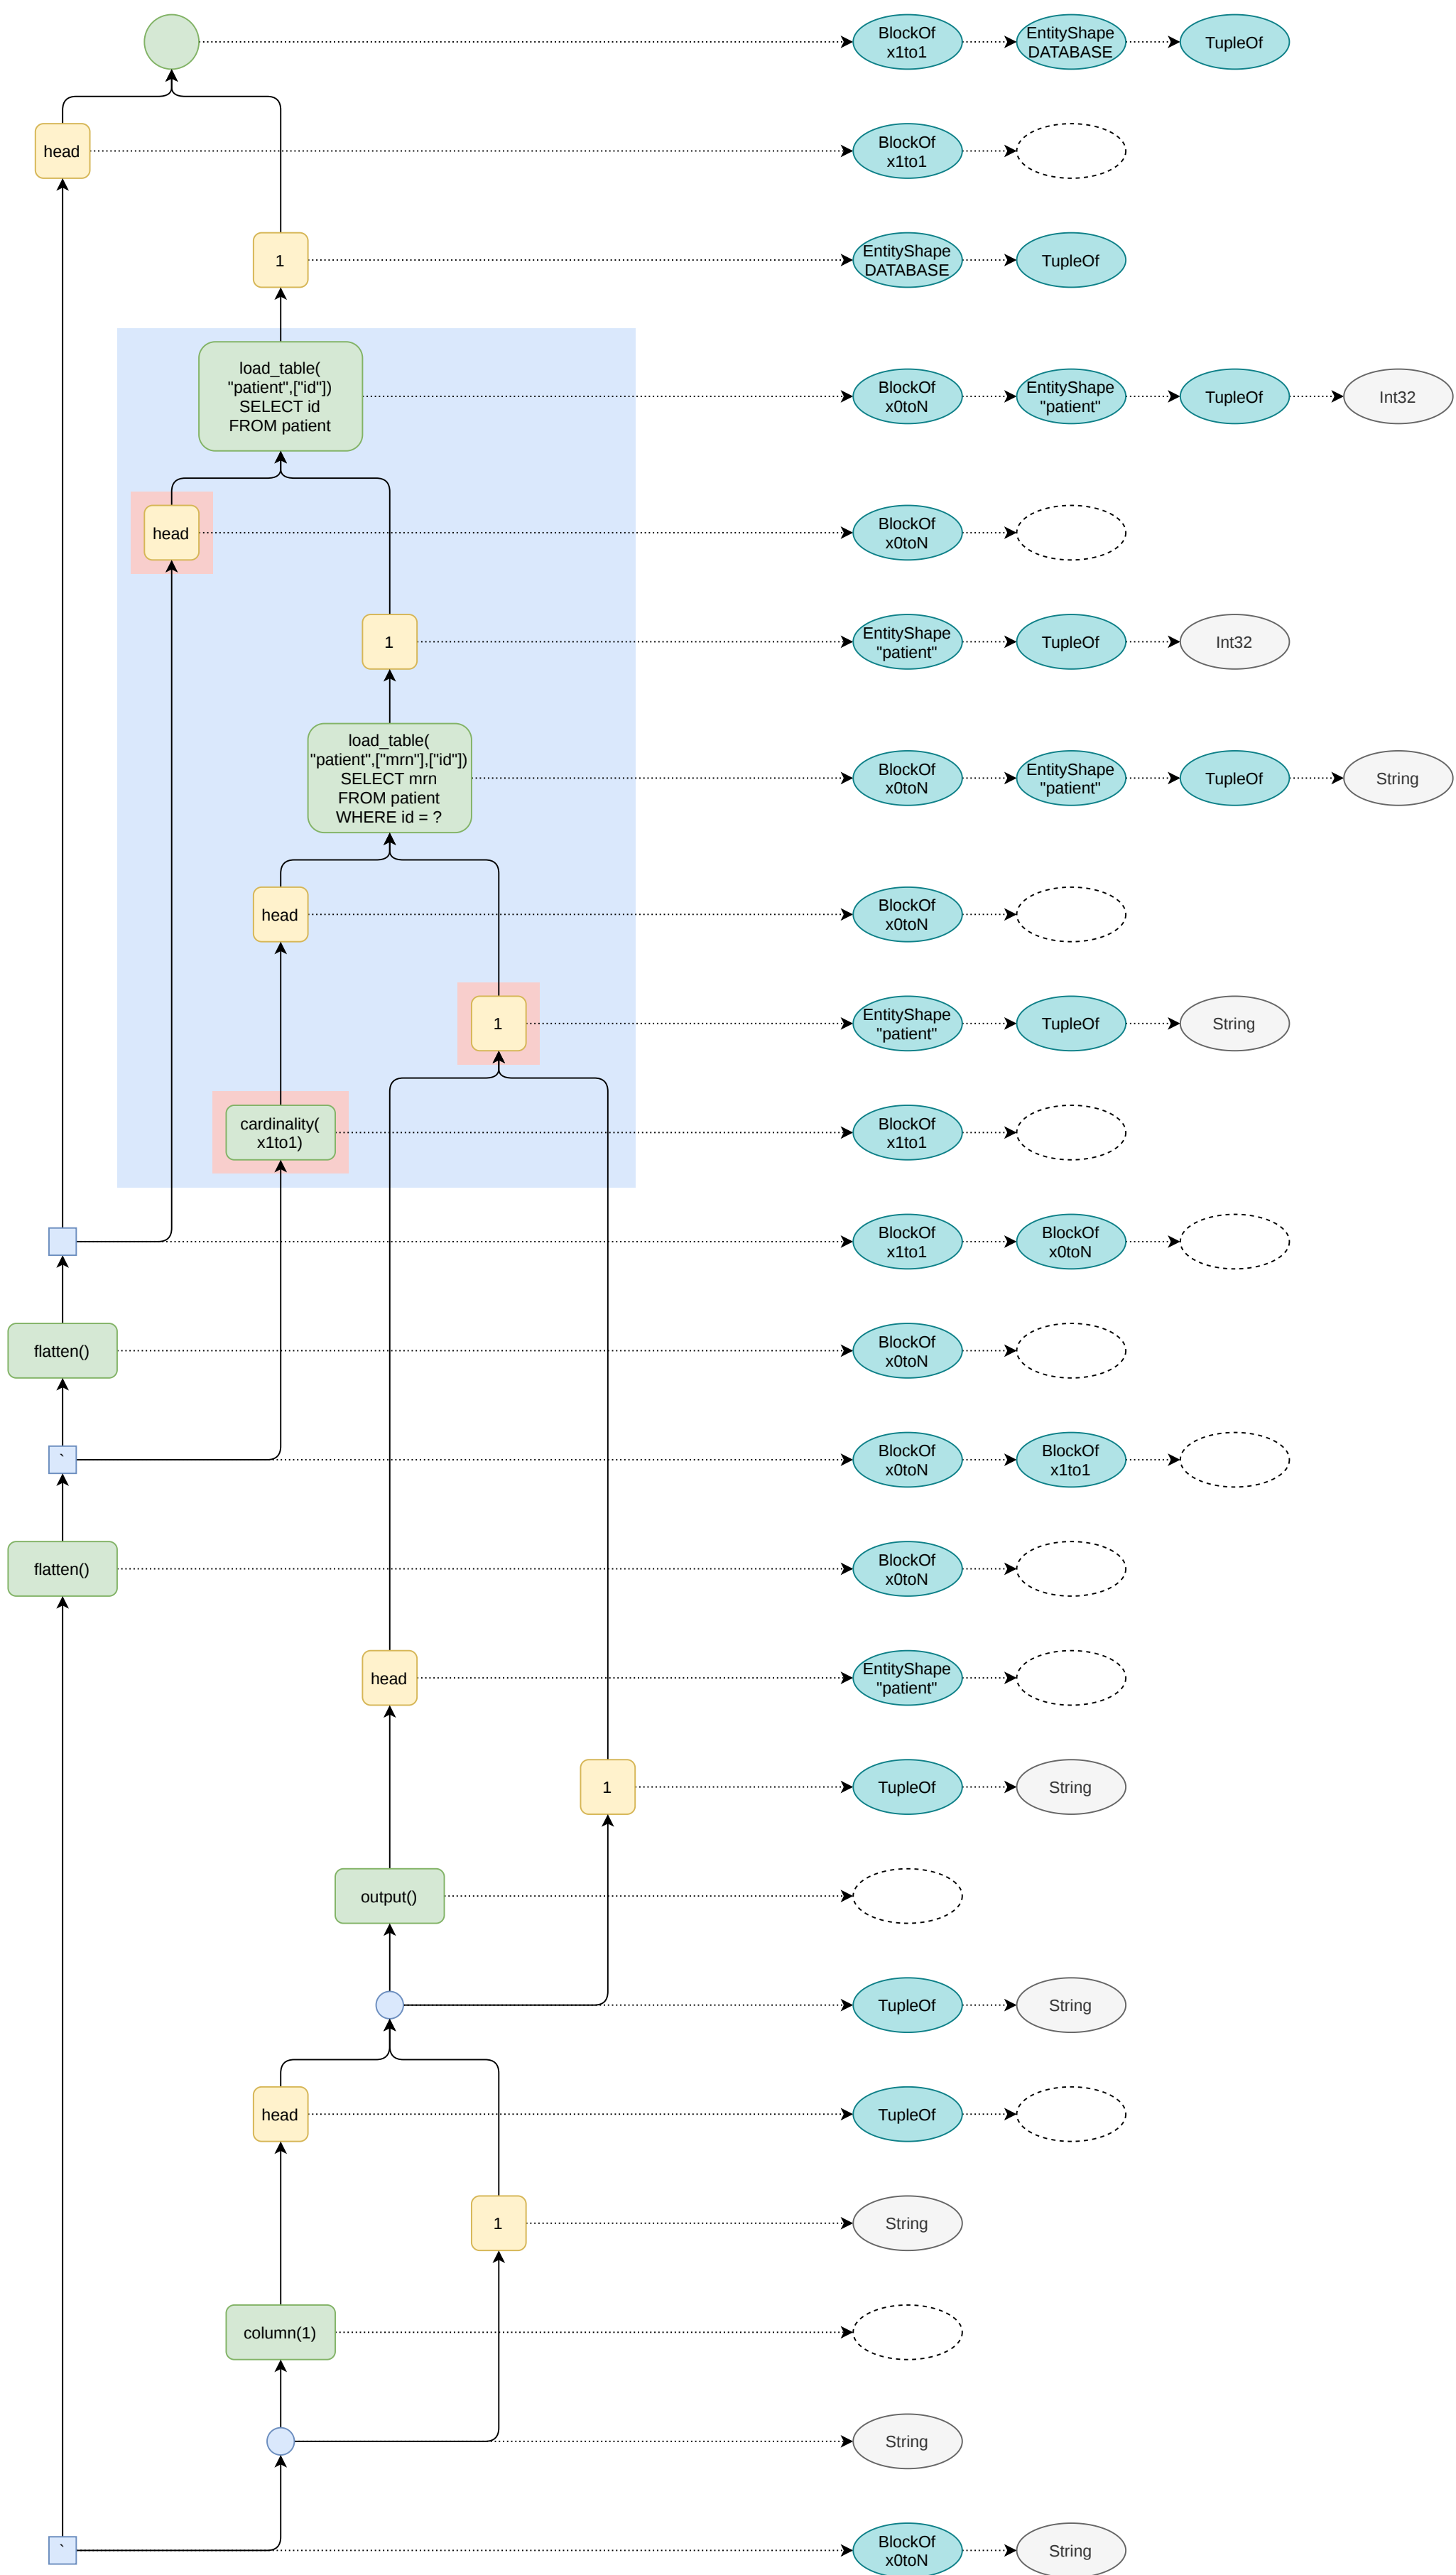 BlockOf
x1to1
EntityShape
DATABASE
TupleOf
head
BlockOf
x1to1
1
EntityShape
DATABASE
TupleOf
load_table(
"patient",["id"])
SELECT id
FROM patient
BlockOf
x0toN
EntityShape
"patient"
TupleOf
Int32
head
BlockOf
x0toN
1
EntityShape
"patient"
TupleOf
Int32
load_table(
"patient",["mrn"],["id"])
SELECT mrn
FROM patient
WHERE id = ?
BlockOf
x0toN
EntityShape
"patient"
TupleOf
String
head
BlockOf
x0toN
1
EntityShape
"patient"
TupleOf
String
cardinality(
x1to1)
BlockOf
x1to1
BlockOf
x1to1
BlockOf
x0toN
flatten()
BlockOf
x0toN
`
BlockOf
x0toN
BlockOf
x1to1
flatten()
BlockOf
x0toN
head
EntityShape
"patient"
1
TupleOf
String
output()
TupleOf
String
head
TupleOf
1
String
column(1)
String
`
BlockOf
x0toN
String